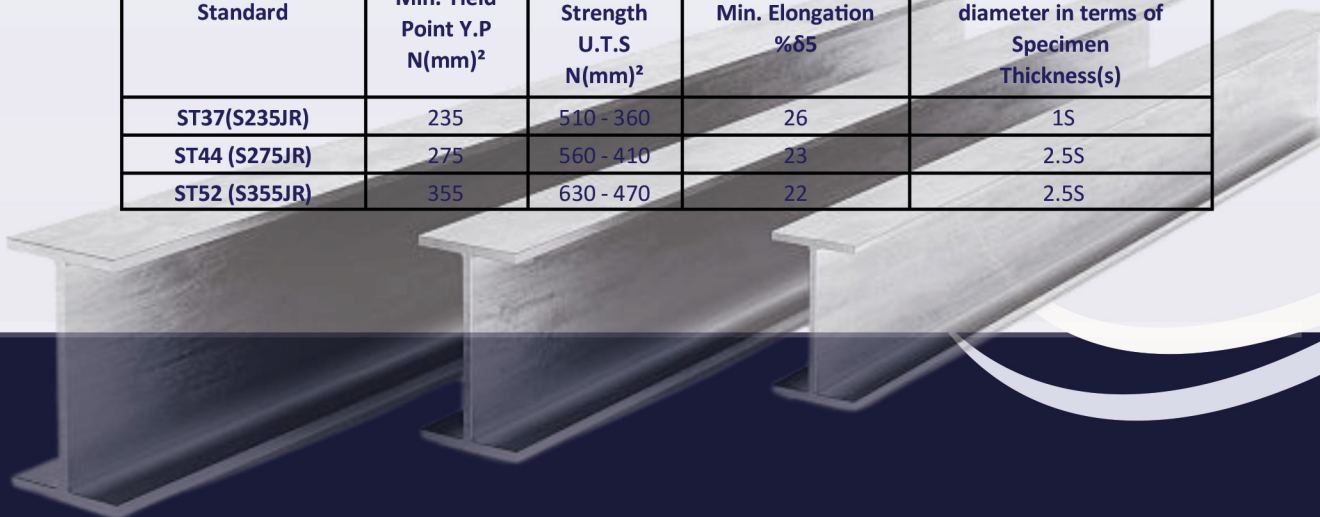 Standard
Min. Yield
Point Y.P
N(mm)²
Strength
U.T.S
N(mm)²
Min. Elongation
%δ5
diameter in terms of
Specimen
Thickness(s)
ST37(S235JR) 235 510 - 360 26 1S
ST44 (S275JR) 275 560 - 410 23 2.5S
ST52 (S355JR) 355 630 - 470 22 2.5S